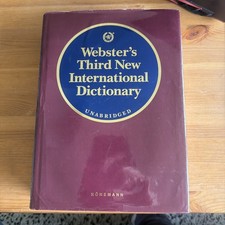 Webster's
Third New
International
Dictionary
UNABRIDGED
KÖNEMANN